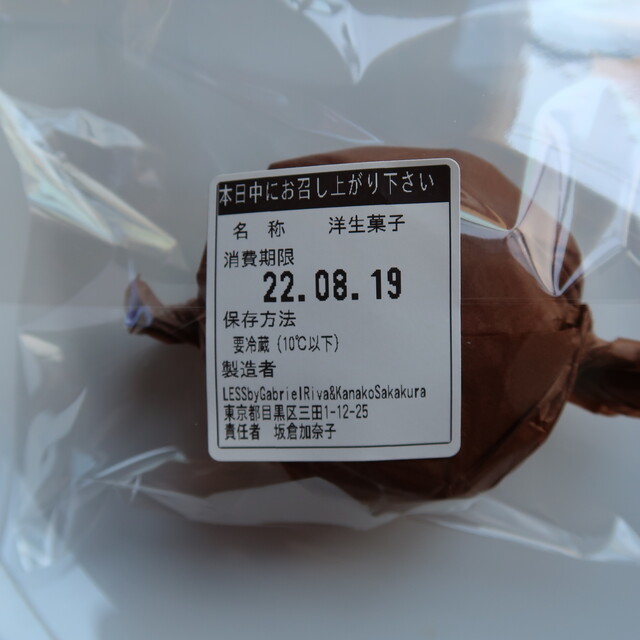 本日中にお召し上がり下さい
名　称　　洋生菓子
消費期限
22.08.19
保存方法
要冷蔵（10℃以下）
製造者
LESSbyGabrielRiva&KanakoSakakura
東京都目黒区三田1-12-25
責任者　坂倉加奈子